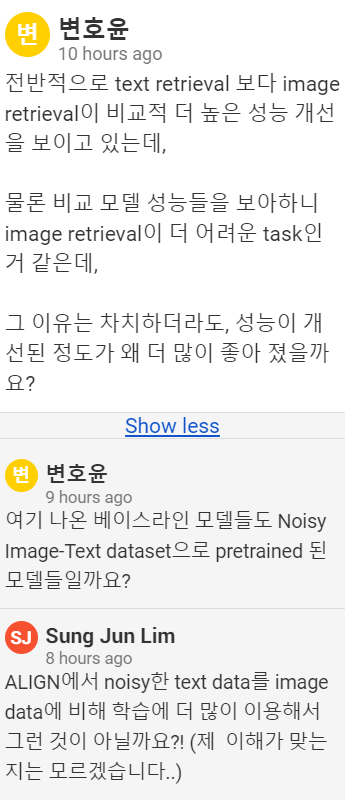 변 변호윤
10 hours ago
전반적으로 text retrieval 보다 image
retrieval이 비교적 더 높은 성능 개선
을 보이고 있는데,
물론 비교 모델 성능들을 보아하니
image retrieval이 더 어려운 task인
거 같은데,
그 이유는 차치하더라도, 성능이 개
선된 정도가 왜 더 많이 좋아 졌을까
요?
Show less
변 변호윤
9 hours ago
여기 나온 베이스라인 모델들도 Noisy
Image-Text dataset으로 pretrained 된
모델들일까요?
SJ Sung Jun Lim
8 hours ago
ALIGN에서 noisy한 text data를 image
data에 비해 학습에 더 많이 이용해서
그런 것이 아닐까요?! (제  이해가 맞는
지는 모르겠습니다..)